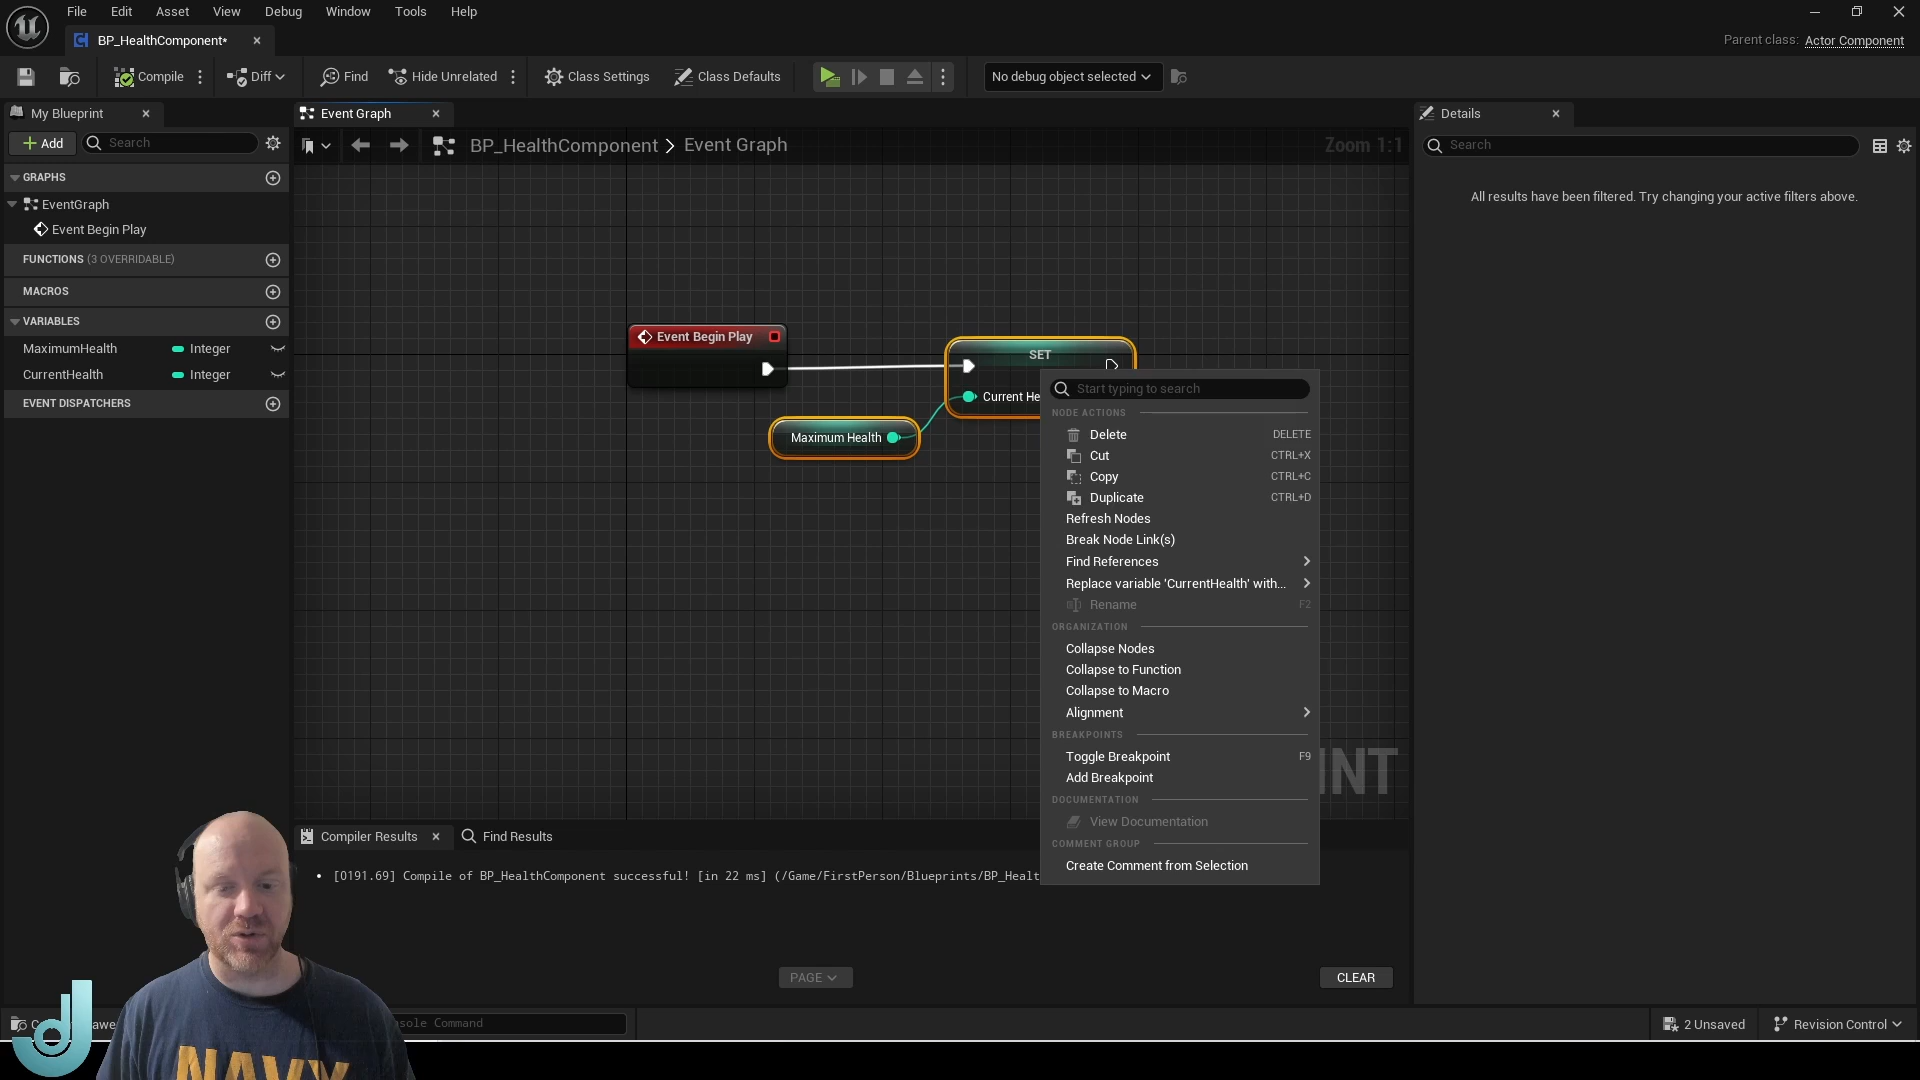 File Edit Asset View Debug Window Tools Help
BP_HealthComponent*
Parent class: Actor Component
Compile Diff Find Hide Unrelated Class Settings Class Defaults No debug object selected
My Blueprint
Event Graph
Details
Add Search
BP_HealthComponent > Event Graph
Zoom 1:1
Search
All results have been filtered. Try changing your active filters above.
GRAPHS
EventGraph
Event Begin Play
FUNCTIONS (3 OVERRIDABLE)
MACROS
VARIABLES
MaximumHealth Integer
CurrentHealth Integer
EVENT DISPATCHERS
Event Begin Play
SET
Current He
Maximum Health
Start typing to search
NODE ACTIONS
Delete DELETE
Cut CTRL+X
Copy CTRL+C
Duplicate CTRL+D
Refresh Nodes
Break Node Link(s)
Find References
Replace variable 'CurrentHealth' with...
Rename F2
ORGANIZATION
Collapse Nodes
Collapse to Function
Collapse to Macro
Alignment
BREAKPOINTS
Toggle Breakpoint F9
Add Breakpoint
DOCUMENTATION
View Documentation
COMMENT GROUP
Create Comment from Selection
INT
Compiler Results
Find Results
• [0191.69] Compile of BP_HealthComponent successful! [in 22 ms] (/Game/FirstPerson/Blueprints/BP_Healt
PAGE
CLEAR
Command
2 Unsaved
Revision Control
NAVY